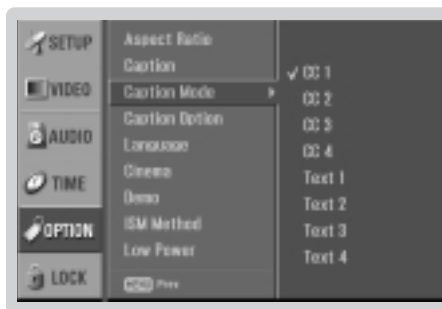 SETUP
VIDEO
AUDIO
TIME
OPTION
LOCK
Aspect Ratio
Caption
Caption Mode
Caption Option
Language
Cinema
Demo
ISM Method
Low Power
Prev
✓ CC 1
CC 2
CC 3
CC 4
Text 1
Text 2
Text 3
Text 4